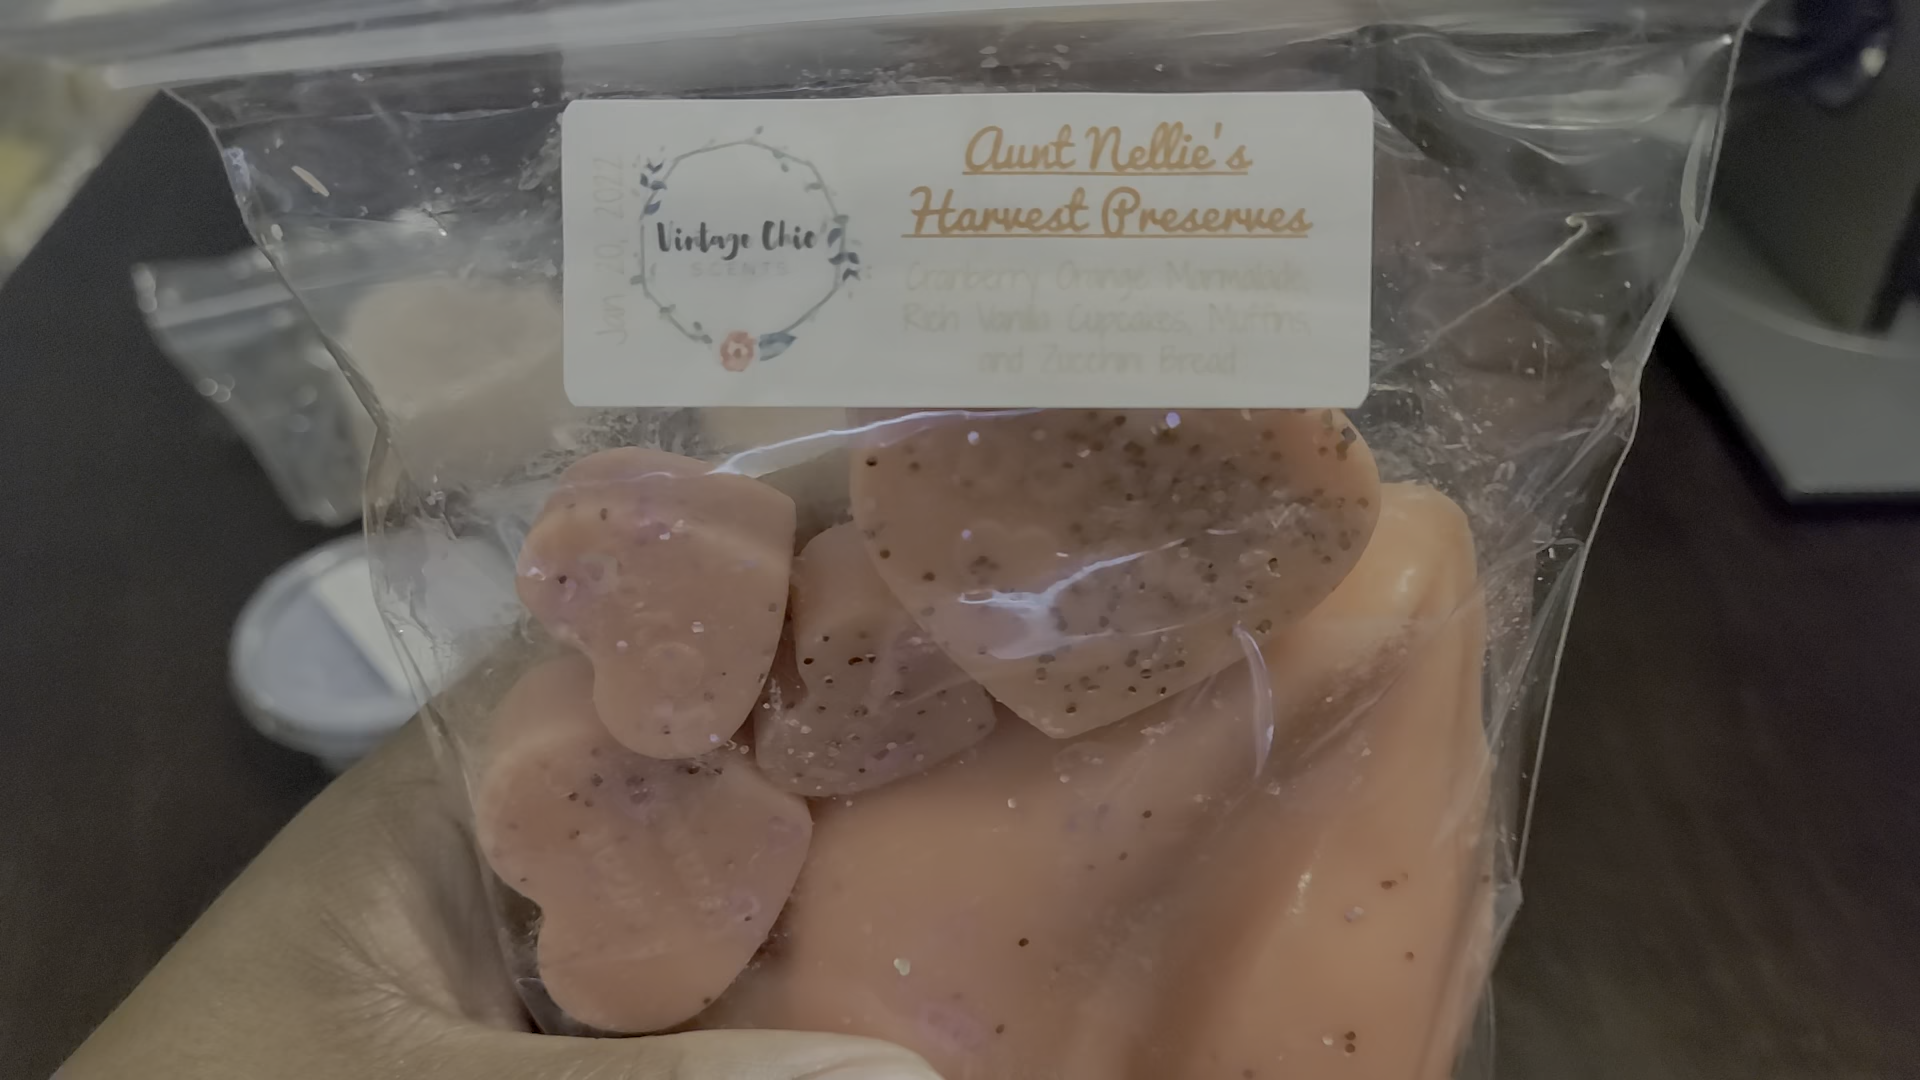 Jan 20, 2022
Vintage Chic
SCENTS
Aunt Nellie's
Harvest Preserves
Cranberry Orange Marmalade,
Rich Vanilla Cupcakes, Muffins,
and Zucchini Bread